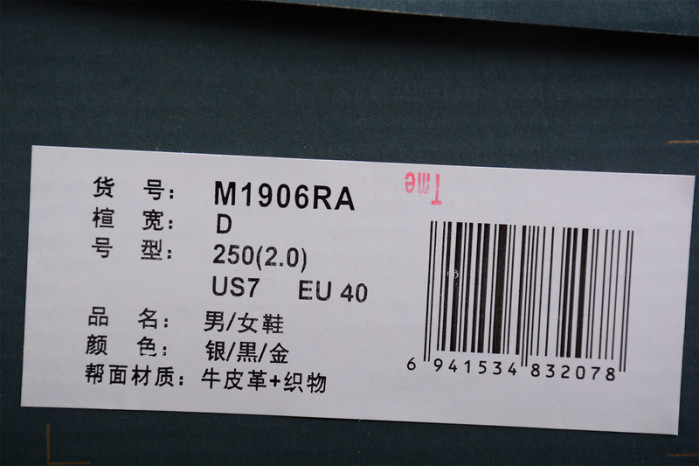 货 号： M1906RA
楦 宽： D
号 型： 250(2.0)
US7 EU 40
品 名： 男/女鞋
颜 色： 银/黑/金
帮面材质： 牛皮革+织物
Tme
6 941534 832078